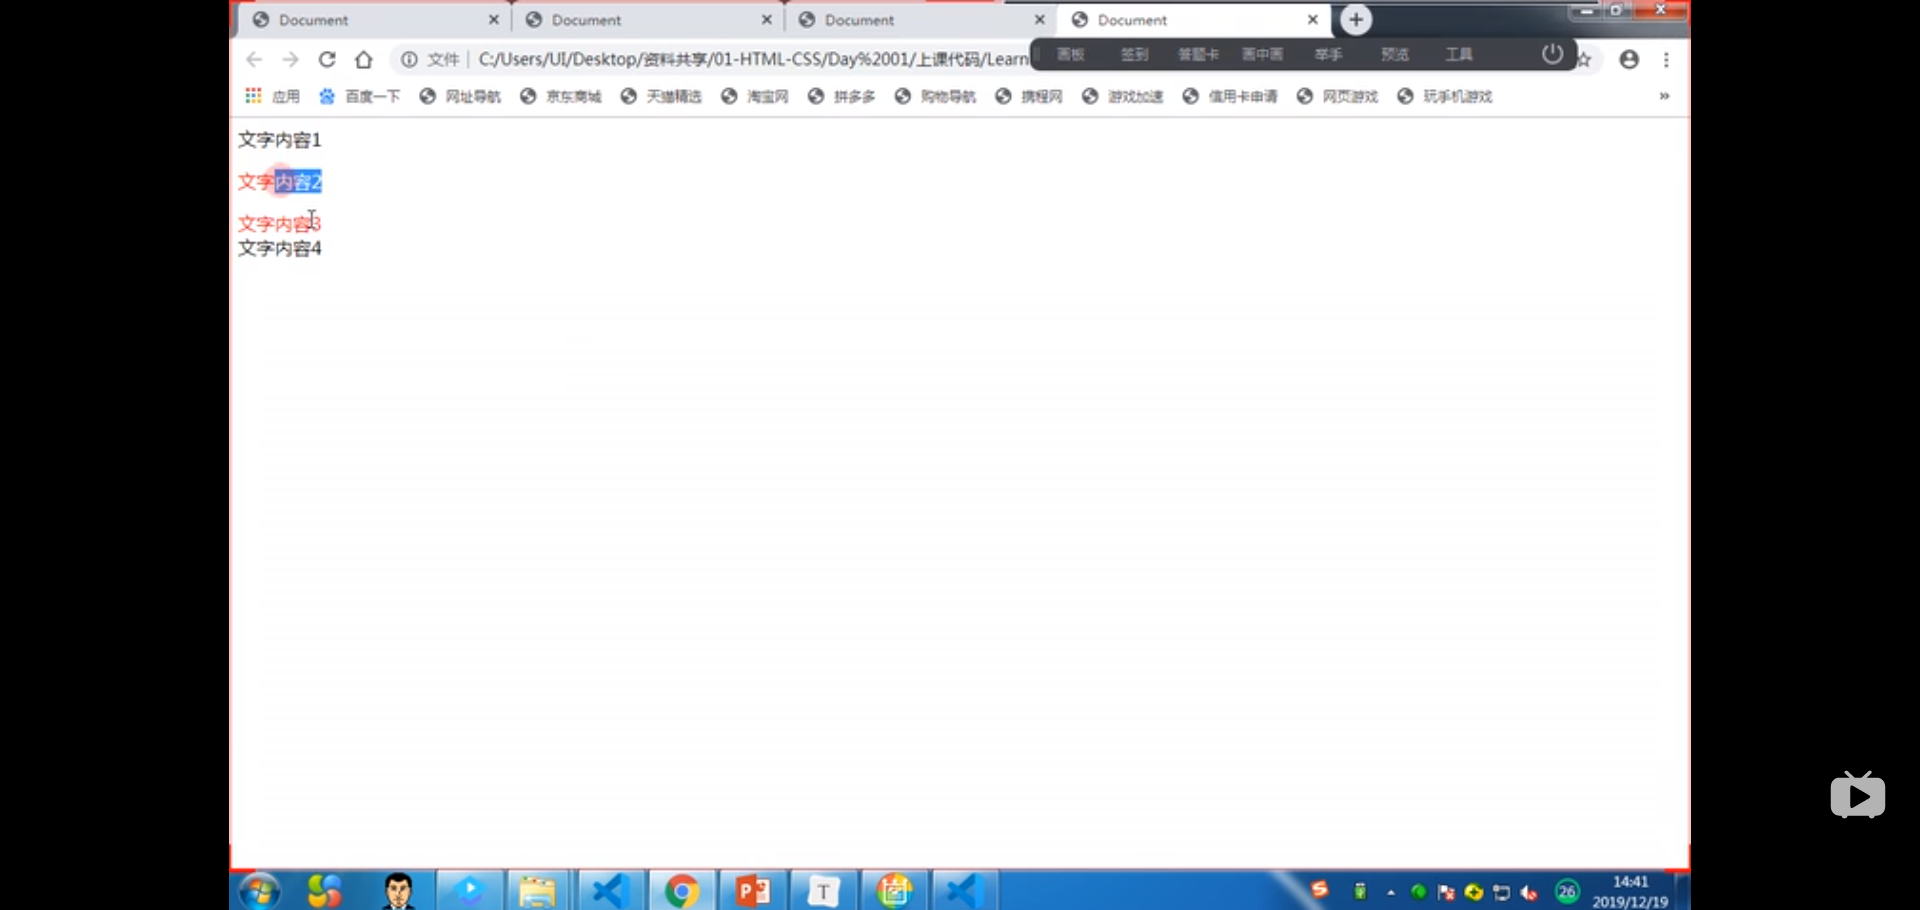 Document
Document
Document
Document
文件 C:/Users/UI/Desktop/资料共享/01-HTML-CSS/Day%2001/上课代码/Learn
画板 签到 答题卡 画中画 举手 预览 工具
应用 百度一下 网址导航 京东商城 天猫精选 淘宝网 拼多多 购物导航 携程网 游戏加速 信用卡申请 网页游戏 玩手机游戏 »
文字内容1
文字内容2
文字内容3
文字内容4
26
14:41
2019/12/19